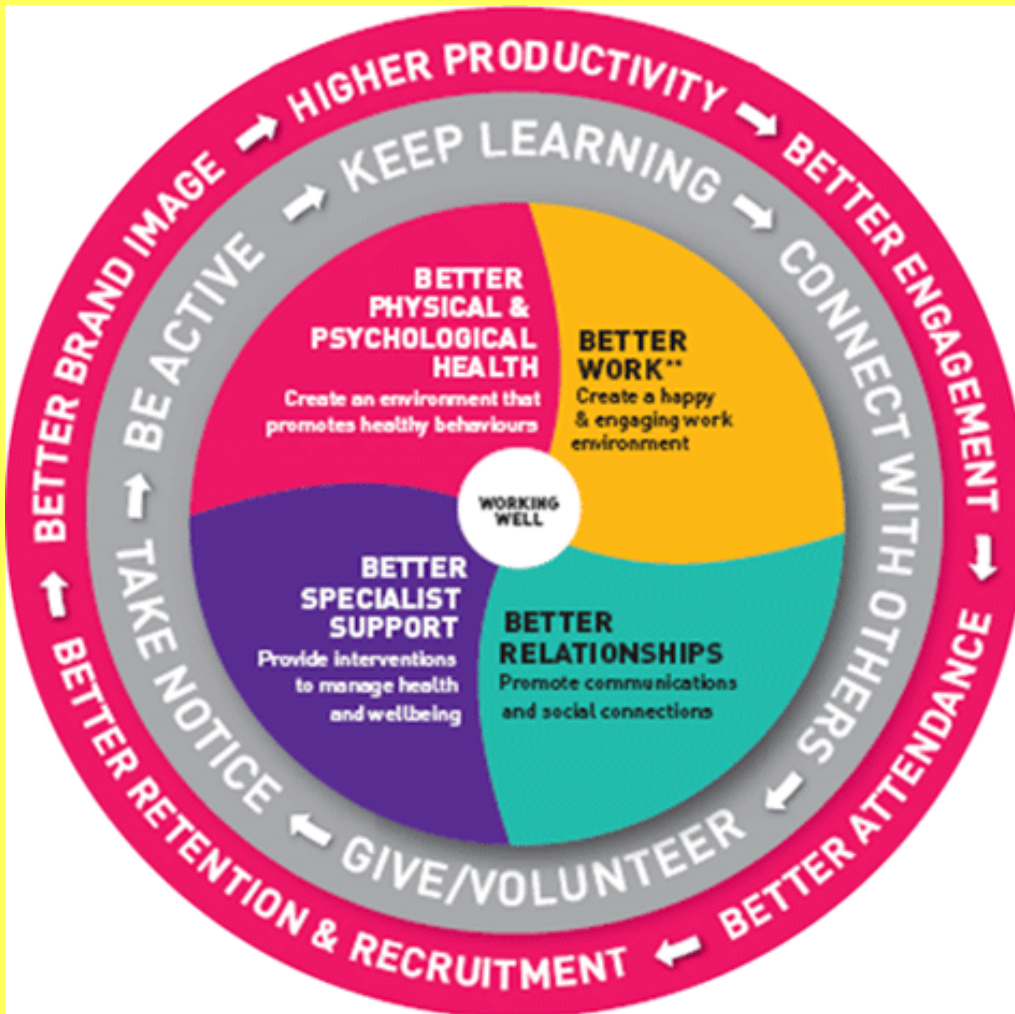 HIGHER PRODUCTIVITY
BETTER ENGAGEMENT
BETTER ATTENDANCE
BETTER RETENTION & RECRUITMENT
BETTER BRAND IMAGE
KEEP LEARNING
CONNECT WITH OTHERS
GIVE/VOLUNTEER
TAKE NOTICE
BE ACTIVE
BETTER
PHYSICAL &
PSYCHOLOGICAL
HEALTH
Create an environment that
promotes healthy behaviours
BETTER
WORK**
Create a happy
& engaging work
environment
WORKING
WELL
BETTER
SPECIALIST
SUPPORT
Provide interventions
to manage health
and wellbeing
BETTER
RELATIONSHIPS
Promote communications
and social connections